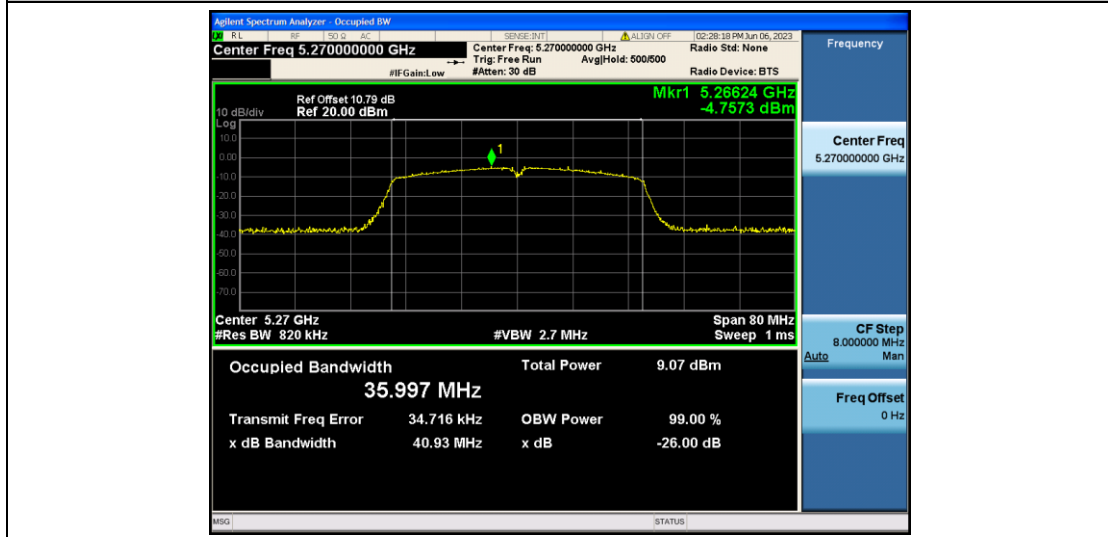 Agilent Spectrum Analyzer - Occupied BW
RL RF 50 Ω AC SENSE:INT ALIGN OFF 02:28:18 PM Jun 06, 2023
Center Freq 5.270000000 GHz
Center Freq: 5.270000000 GHz
Radio Std: None
Trig: Free Run Avg|Hold: 500/500
#IFGain:Low #Atten: 30 dB Radio Device: BTS
Frequency
Mkr1 5.26624 GHz
-4.7573 dBm
Ref Offset 10.79 dB
10 dB/div Ref 20.00 dBm
Log
10.0
0.00
-10.0
-20.0
-30.0
-40.0
-50.0
-60.0
-70.0
1
Center 5.27 GHz Span 80 MHz
#Res BW 820 kHz #VBW 2.7 MHz Sweep 1 ms
Occupied Bandwidth Total Power 9.07 dBm
35.997 MHz
Transmit Freq Error 34.716 kHz OBW Power 99.00 %
x dB Bandwidth 40.93 MHz x dB -26.00 dB
Center Freq
5.270000000 GHz
CF Step
8.000000 MHz
Auto Man
Freq Offset
0 Hz
MSG STATUS